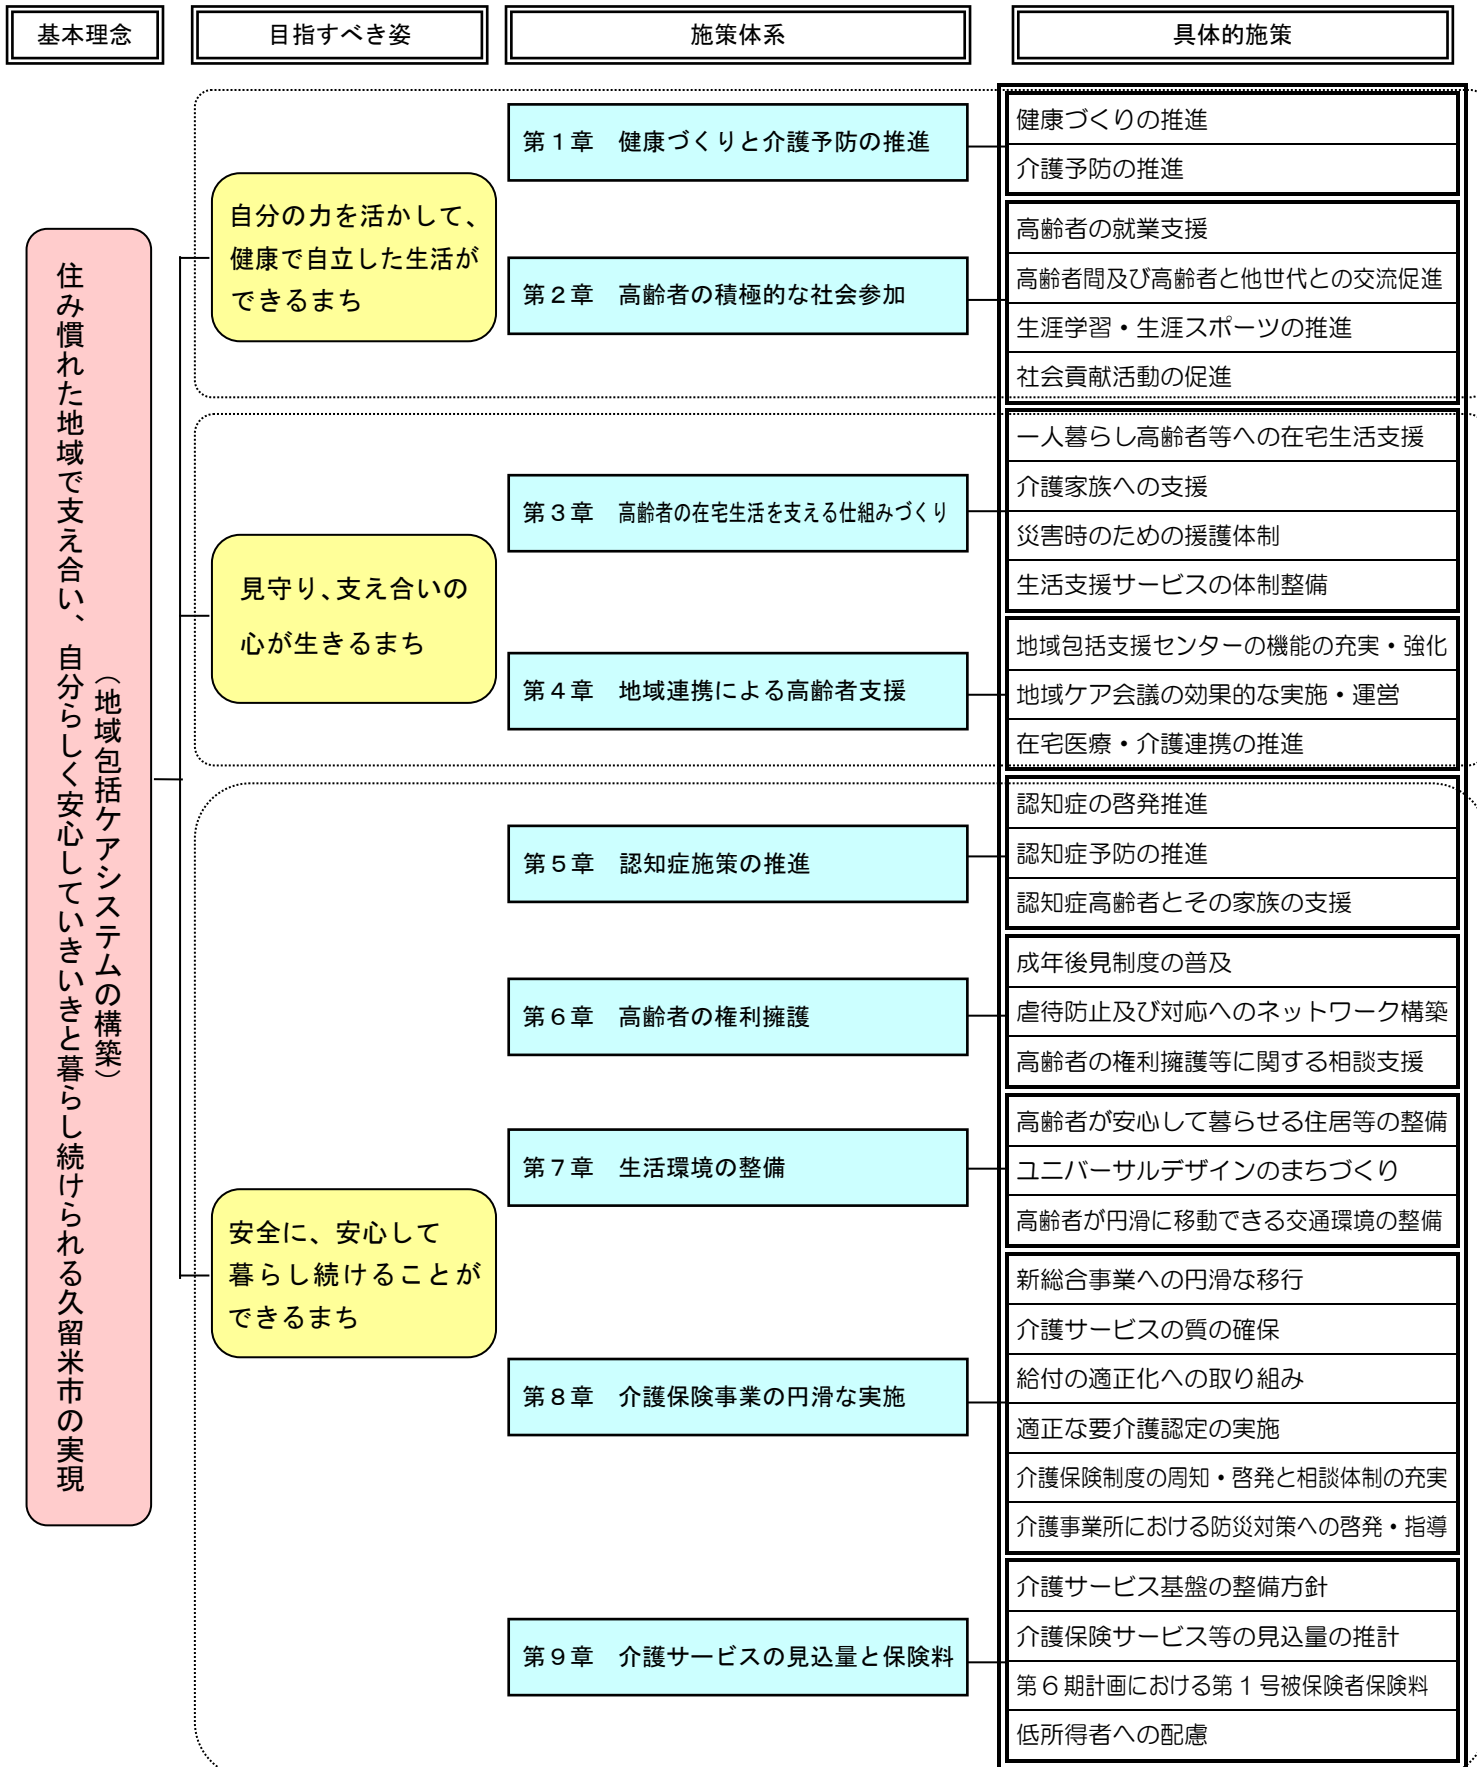 基本理念
目指すべき姿
施策体系
具体的施策
住み慣れた地域で支え合い、自分らしく安心していきいきと暮らし続けられる久留米市の実現
（地域包括ケアシステムの構築）
自分の力を活かして、
健康で自立した生活が
できるまち
第１章　健康づくりと介護予防の推進
健康づくりの推進
介護予防の推進
第２章　高齢者の積極的な社会参加
高齢者の就業支援
高齢者間及び高齢者と他世代との交流促進
生涯学習・生涯スポーツの推進
社会貢献活動の促進
見守り、支え合いの
心が生きるまち
第３章　高齢者の在宅生活を支える仕組みづくり
一人暮らし高齢者等への在宅生活支援
介護家族への支援
災害時のための援護体制
生活支援サービスの体制整備
第４章　地域連携による高齢者支援
地域包括支援センターの機能の充実・強化
地域ケア会議の効果的な実施・運営
在宅医療・介護連携の推進
安全に、安心して
暮らし続けることが
できるまち
第５章　認知症施策の推進
認知症の啓発推進
認知症予防の推進
認知症高齢者とその家族の支援
第６章　高齢者の権利擁護
成年後見制度の普及
虐待防止及び対応へのネットワーク構築
高齢者の権利擁護等に関する相談支援
第７章　生活環境の整備
高齢者が安心して暮らせる住居等の整備
ユニバーサルデザインのまちづくり
高齢者が円滑に移動できる交通環境の整備
第８章　介護保険事業の円滑な実施
新総合事業への円滑な移行
介護サービスの質の確保
給付の適正化への取り組み
適正な要介護認定の実施
介護保険制度の周知・啓発と相談体制の充実
介護事業所における防災対策への啓発・指導
第９章　介護サービスの見込量と保険料
介護サービス基盤の整備方針
介護保険サービス等の見込量の推計
第６期計画における第１号被保険者保険料
低所得者への配慮